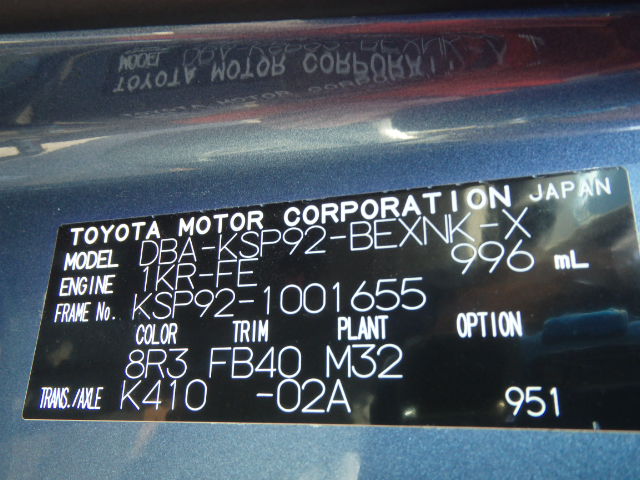 TOYOTA MOTOR CORPORATION JAPAN
MODEL DBA-KSP92-BEXNK-X
ENGINE 1KR-FE 996 mL
FRAME No. KSP92-1001655
COLOR TRIM PLANT OPTION
8R3 FB40 M32
TRANS./AXLE K410 -02A 951